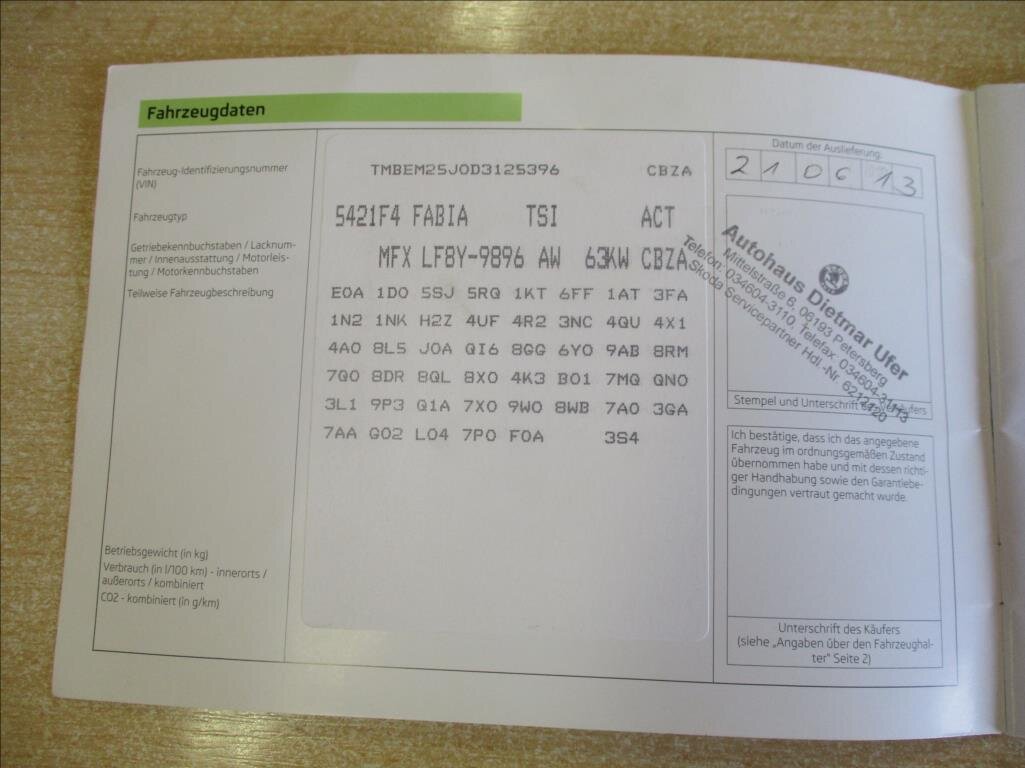 Fahrzeugdaten
Fahrzeug-Identifizierungsnummer
(VIN)
Fahrzeugtyp
Getriebekennbuchstaben / Lacknum-
mer / Innenausstattung / Motorleis-
tung / Motorkennbuchstaben
Teilweise Fahrzeugbeschreibung
Betriebsgewicht (in kg)
Verbrauch (in l/100 km) - innerorts /
außerorts / kombiniert
CO2 - kombiniert (in g/km)
TMBEM25J0D3125396 CBZA
5421F4 FABIA TSI ACT
MFX LF8Y-9896 AW 63KW CBZA
E0A 1D0 5SJ 5RQ 1KT 6FF 1AT 3FA
1N2 1NK H2Z 4UF 4R2 3NC 4QU 4X1
4A0 8L5 J0A QI6 8GG 6Y0 9AB 8RM
7Q0 8DR 8QL 8X0 4K3 B01 7MQ QN0
3L1 9P3 Q1A 7X0 9W0 8WB 7A0 3GA
7AA G02 L04 7P0 F0A 3S4
Datum der Auslieferung
21 06 13
Autohaus Dietmar Ufer
Mittelstraße 6, 06193 Petersberg
Telefon: 034604-3110, Telefax: 034604-3113
Skoda Servicepartner Hdl.-Nr. 6212120
Stempel und Unterschrift des Verkäufers
Ich bestätige, dass ich das angegebene
Fahrzeug im ordnungsgemäßen Zustand
übernommen habe und mit dessen richti-
ger Handhabung sowie den Garantiebe-
dingungen vertraut gemacht wurde.
Unterschrift des Käufers
(siehe „Angaben über den Fahrzeughal-
ter" Seite 2)